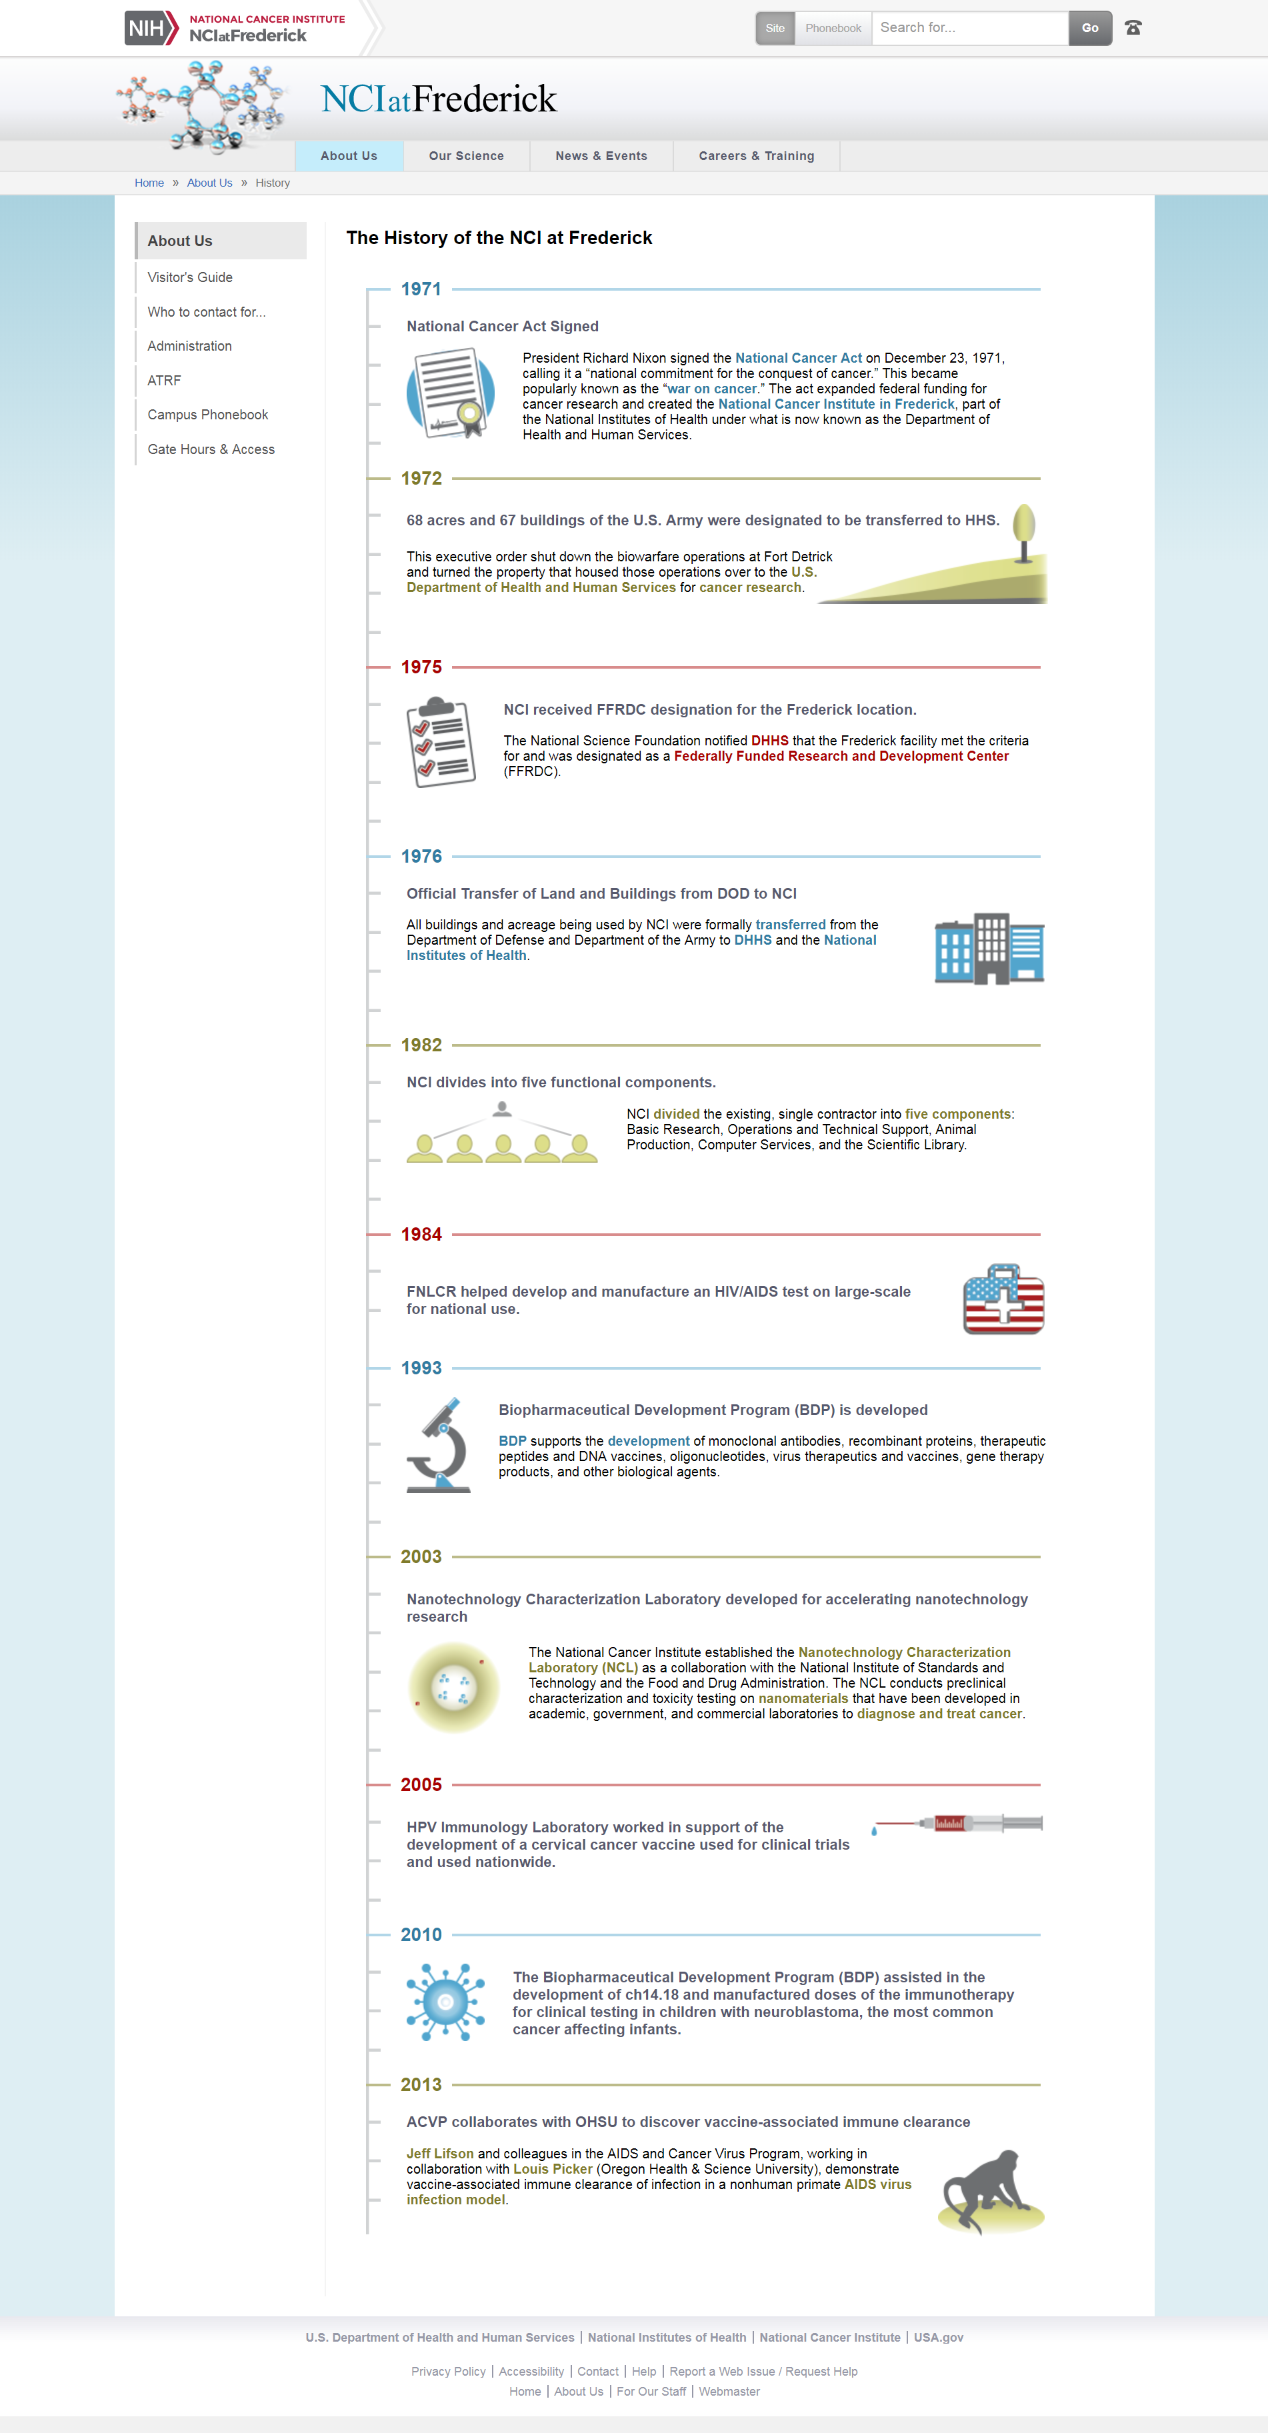 NIH NATIONAL CANCER INSTITUTE
NCIatFrederick
Site Phonebook Search for... Go
NCIatFrederick
About Us Our Science News & Events Careers & Training
Home » About Us » History
About Us
Visitor's Guide
Who to contact for...
Administration
ATRF
Campus Phonebook
Gate Hours & Access
The History of the NCI at Frederick
1971
National Cancer Act Signed
President Richard Nixon signed the National Cancer Act on December 23, 1971,
calling it a “national commitment for the conquest of cancer.” This became
popularly known as the “war on cancer.” The act expanded federal funding for
cancer research and created the National Cancer Institute in Frederick, part of
the National Institutes of Health under what is now known as the Department of
Health and Human Services.
1972
68 acres and 67 buildings of the U.S. Army were designated to be transferred to HHS.
This executive order shut down the biowarfare operations at Fort Detrick
and turned the property that housed those operations over to the U.S.
Department of Health and Human Services for cancer research.
1975
NCI received FFRDC designation for the Frederick location.
The National Science Foundation notified DHHS that the Frederick facility met the criteria
for and was designated as a Federally Funded Research and Development Center
(FFRDC).
1976
Official Transfer of Land and Buildings from DOD to NCI
All buildings and acreage being used by NCI were formally transferred from the
Department of Defense and Department of the Army to DHHS and the National
Institutes of Health.
1982
NCI divides into five functional components.
NCI divided the existing, single contractor into five components:
Basic Research, Operations and Technical Support, Animal
Production, Computer Services, and the Scientific Library.
1984
FNLCR helped develop and manufacture an HIV/AIDS test on large-scale
for national use.
1993
Biopharmaceutical Development Program (BDP) is developed
BDP supports the development of monoclonal antibodies, recombinant proteins, therapeutic
peptides and DNA vaccines, oligonucleotides, virus therapeutics and vaccines, gene therapy
products, and other biological agents.
2003
Nanotechnology Characterization Laboratory developed for accelerating nanotechnology
research
The National Cancer Institute established the Nanotechnology Characterization
Laboratory (NCL) as a collaboration with the National Institute of Standards and
Technology and the Food and Drug Administration. The NCL conducts preclinical
characterization and toxicity testing on nanomaterials that have been developed in
academic, government, and commercial laboratories to diagnose and treat cancer.
2005
HPV Immunology Laboratory worked in support of the
development of a cervical cancer vaccine used for clinical trials
and used nationwide.
2010
The Biopharmaceutical Development Program (BDP) assisted in the
development of ch14.18 and manufactured doses of the immunotherapy
for clinical testing in children with neuroblastoma, the most common
cancer affecting infants.
2013
ACVP collaborates with OHSU to discover vaccine-associated immune clearance
Jeff Lifson and colleagues in the AIDS and Cancer Virus Program, working in
collaboration with Louis Picker (Oregon Health & Science University), demonstrate
vaccine-associated immune clearance of infection in a nonhuman primate AIDS virus
infection model.
U.S. Department of Health and Human Services | National Institutes of Health | National Cancer Institute | USA.gov
Privacy Policy | Accessibility | Contact | Help | Report a Web Issue / Request Help
Home | About Us | For Our Staff | Webmaster